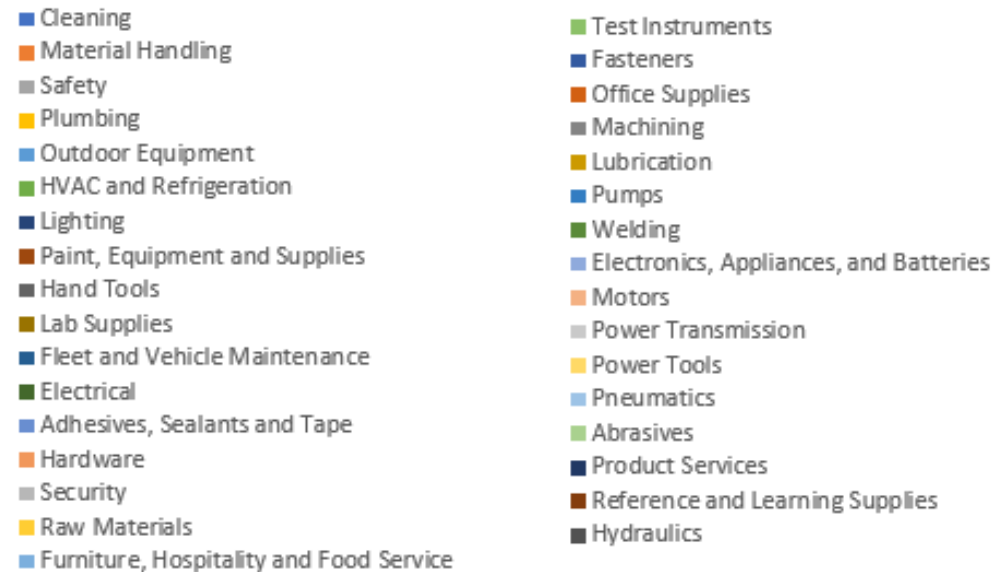 Cleaning
Material Handling
Safety
Plumbing
Outdoor Equipment
HVAC and Refrigeration
Lighting
Paint, Equipment and Supplies
Hand Tools
Lab Supplies
Fleet and Vehicle Maintenance
Electrical
Adhesives, Sealants and Tape
Hardware
Security
Raw Materials
Furniture, Hospitality and Food Service
Test Instruments
Fasteners
Office Supplies
Machining
Lubrication
Pumps
Welding
Electronics, Appliances, and Batteries
Motors
Power Transmission
Power Tools
Pneumatics
Abrasives
Product Services
Reference and Learning Supplies
Hydraulics